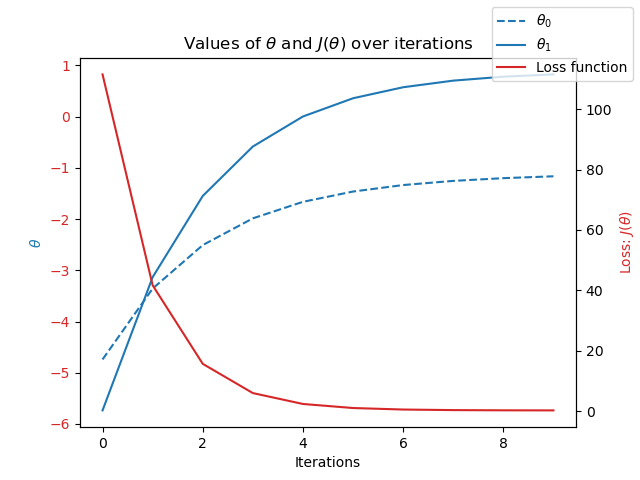 Values of θ and J(θ) over iterations
θ₀
θ₁
Loss function
1
0
−1
−2
−3
−4
−5
−6
θ
100
80
60
40
20
0
Loss: J(θ)
0
2
4
6
8
Iterations